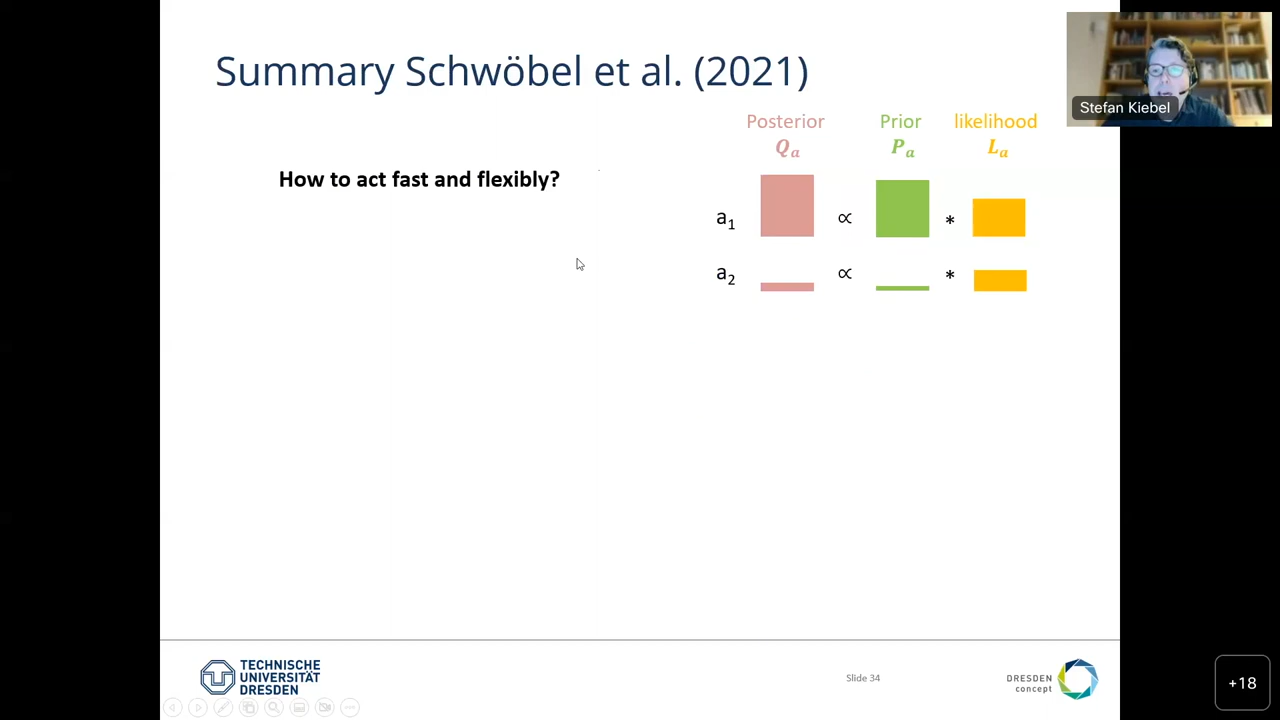 Summary Schwöbel et al. (2021)
Stefan Kiebel
Posterior Prior likelihood
Qₐ Pₐ Lₐ
How to act fast and flexibly?
a₁ ∝ *
a₂ ∝ *
TECHNISCHE
UNIVERSITÄT
DRESDEN
Slide 34
DRESDEN
concept
+18